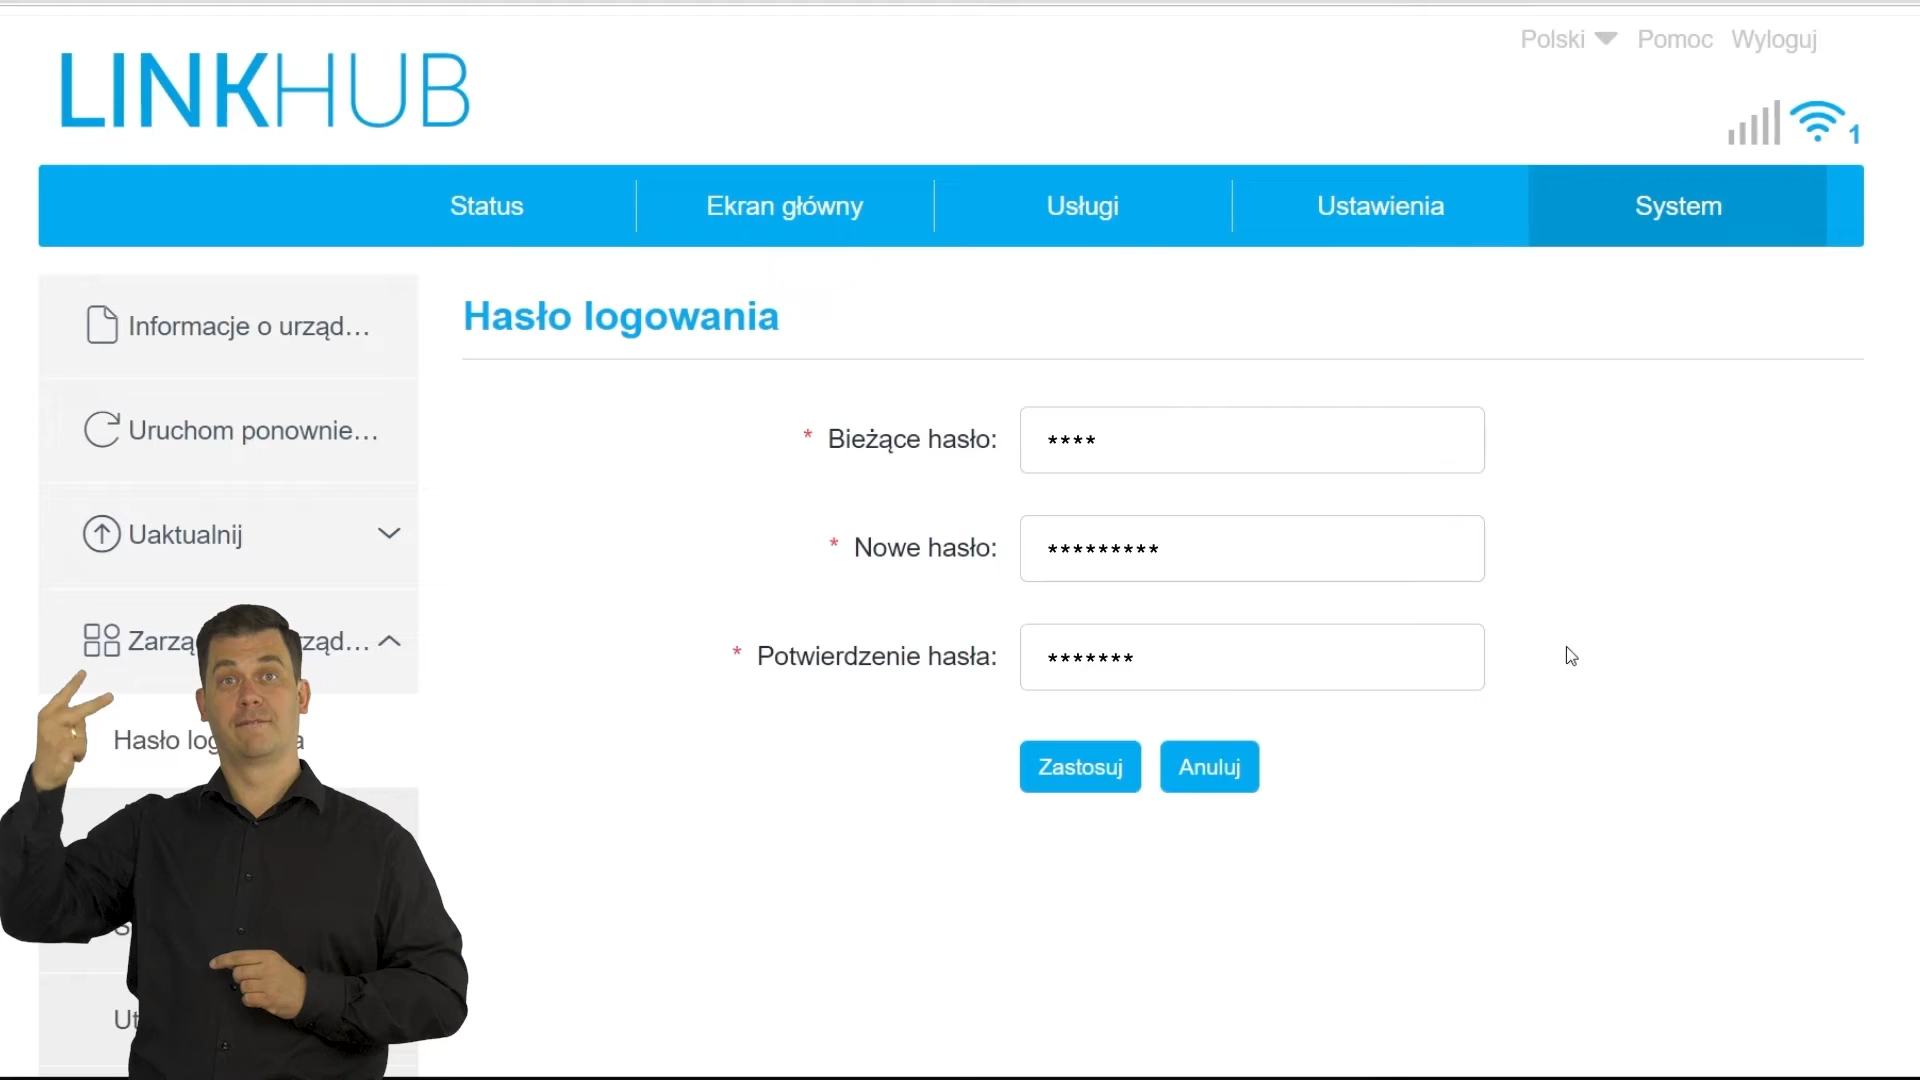 Polski Pomoc Wyloguj
LINKHUB
1
Status Ekran główny Usługi Ustawienia System
Informacje o urząd…
Uruchom ponownie…
Uaktualnij
Hasło logowania
* Bieżące hasło: ****
* Nowe hasło: *********
* Potwierdzenie hasła: *******
Zastosuj Anuluj